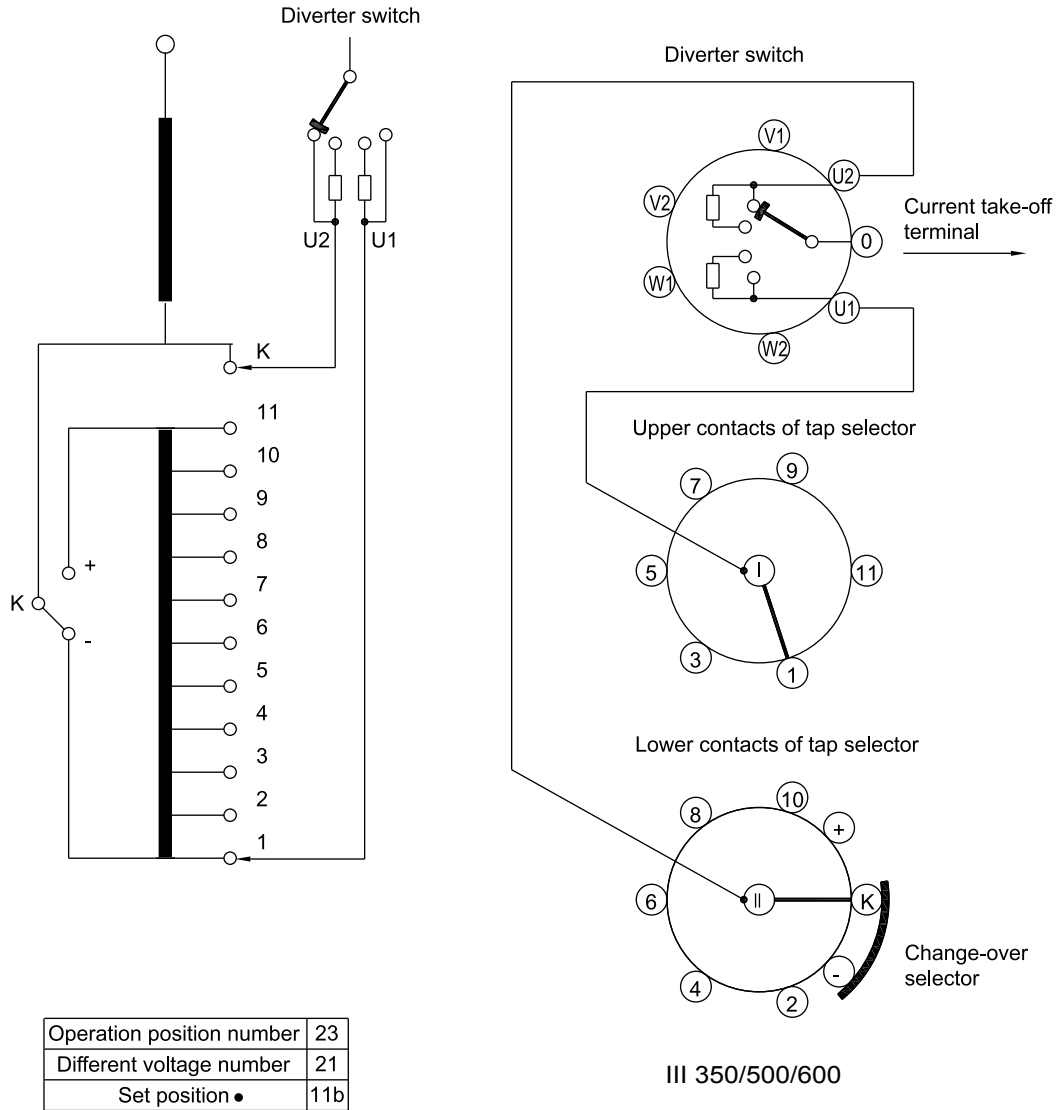 Diverter switch
U2
U1
K
11
10
9
8
7
6
5
4
3
2
1
+
K
-
Operation position number 23
Different voltage number 21
Set position ● 11b
Diverter switch
V1
U2
V2
0
W1
U1
W2
Current take-off
terminal
Upper contacts of tap selector
9
7
I
5
11
3
1
Lower contacts of tap selector
10
8
+
II
6
K
-
4
2
Change-over
selector
III 350/500/600